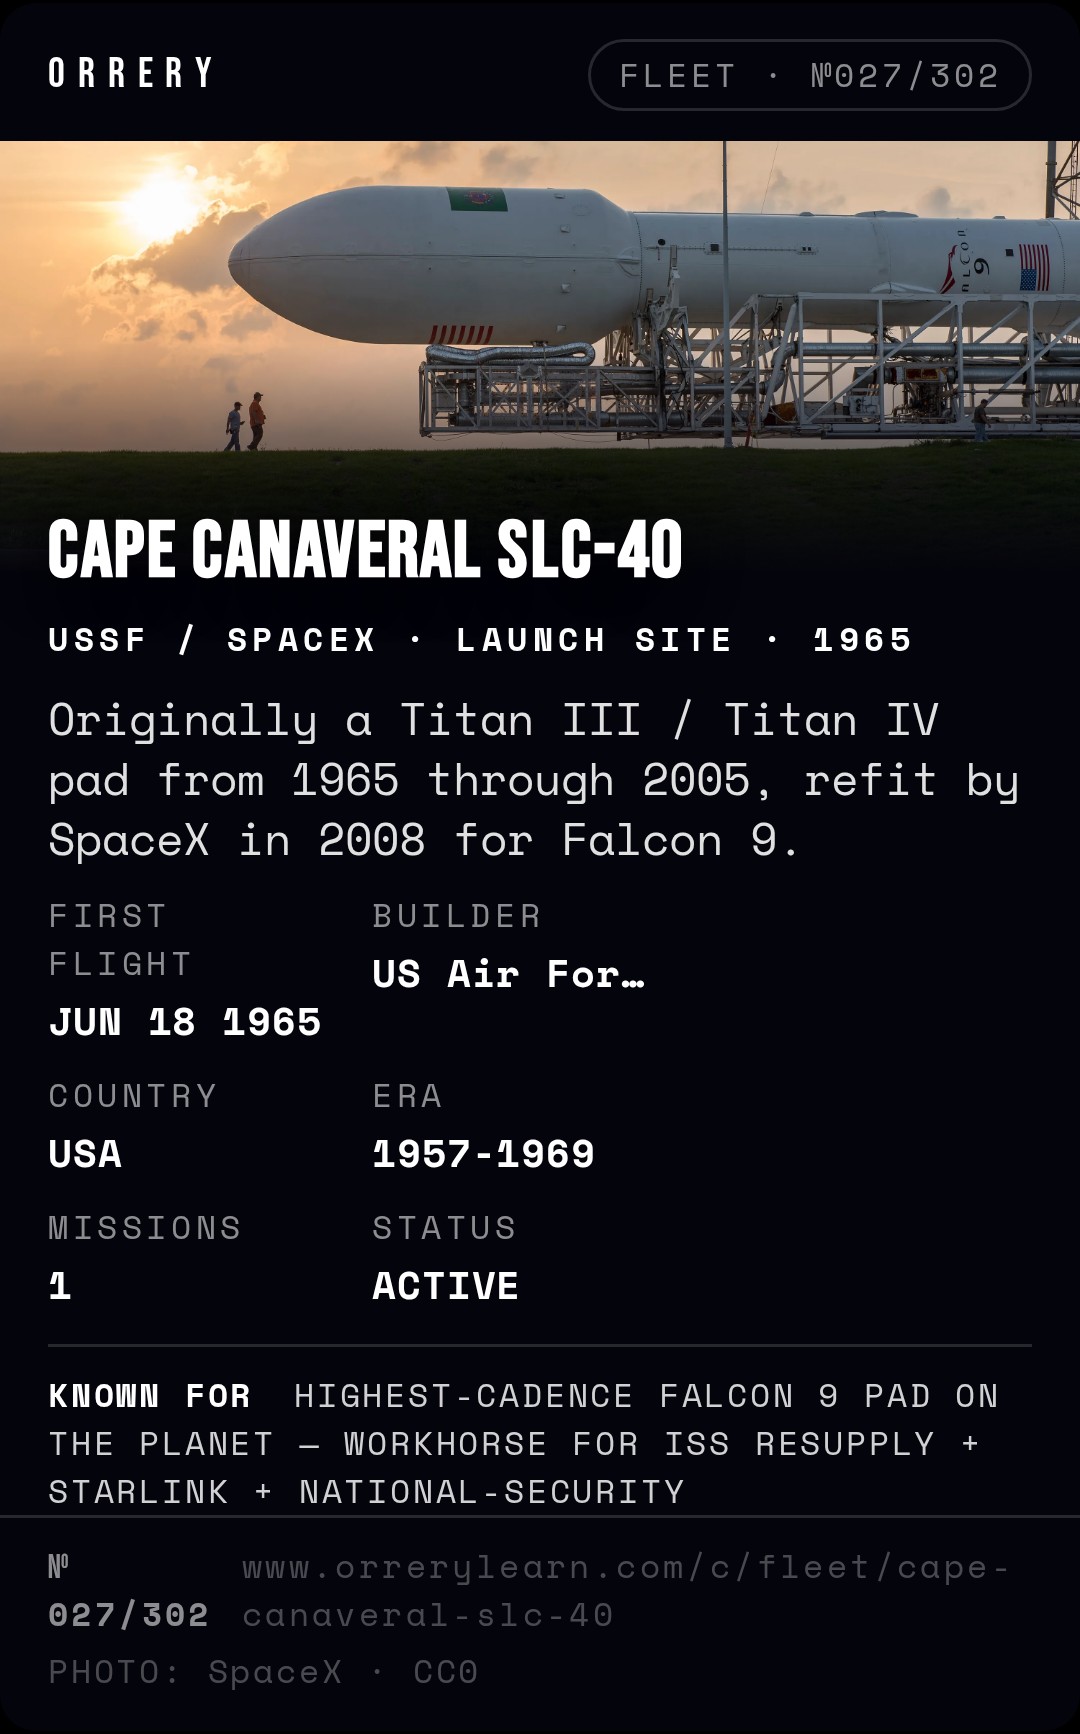 ORRERY
FLEET · №027/302
FALCON 9
CAPE CANAVERAL SLC-40
USSF / SPACEX · LAUNCH SITE · 1965
Originally a Titan III / Titan IV
pad from 1965 through 2005, refit by
SpaceX in 2008 for Falcon 9.
FIRST
FLIGHT
JUN 18 1965
BUILDER
US Air For…
COUNTRY
USA
ERA
1957-1969
MISSIONS
1
STATUS
ACTIVE
KNOWN FOR HIGHEST-CADENCE FALCON 9 PAD ON
THE PLANET — WORKHORSE FOR ISS RESUPPLY +
STARLINK + NATIONAL-SECURITY
№
027/302
www.orrerylearn.com/c/fleet/cape-
canaveral-slc-40
PHOTO: SpaceX · CC0